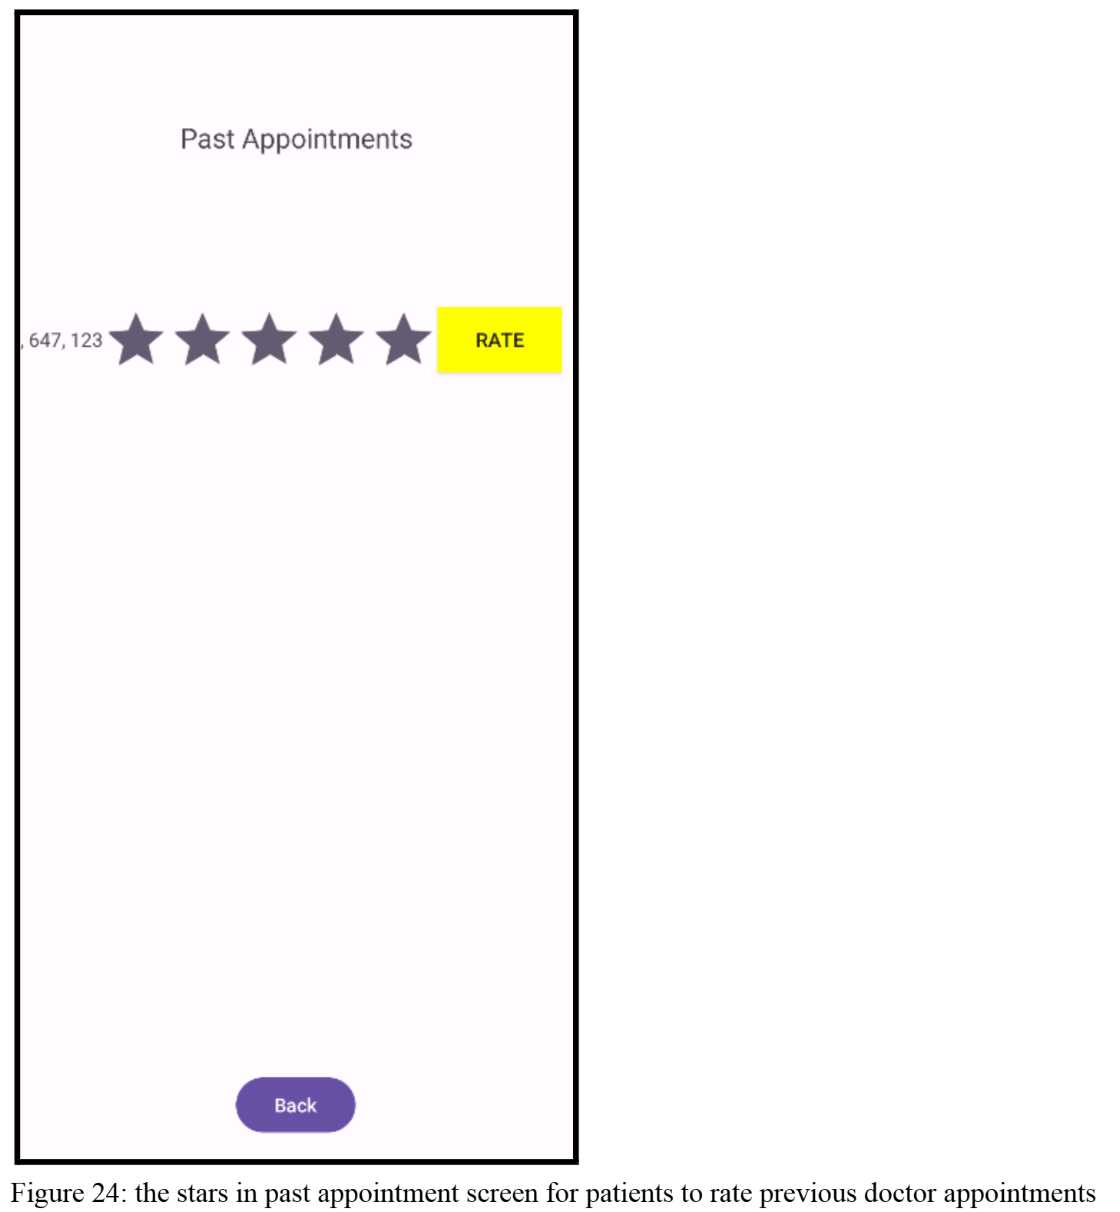 Past Appointments
, 647, 123 RATE
Back
Figure 24: the stars in past appointment screen for patients to rate previous doctor appointments